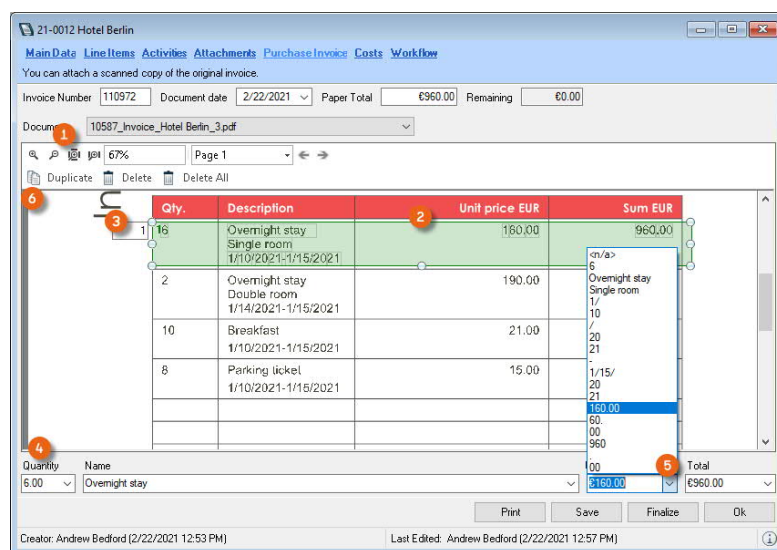 21-0012 Hotel Berlin
Main Data Line Items Activities Attachments Purchase Invoice Costs Workflow
You can attach a scanned copy of the original invoice.
Invoice Number 110972 Document date 2/22/2021 Paper Total €960.00 Remaining €0.00
Docum 10587_Invoice_Hotel Berlin_3.pdf
1
67% Page 1
Duplicate Delete Delete All
6
Qty. Description Unit price EUR Sum EUR
3
2
1
16 Overnight stay 160.00 960,00
Single room
1/10/2021-1/15/2021
2 Overnight stay 190.00
Double room
1/14/2021-1/15/2021
10 Breakfast 21.00
1/10/2021-1/15/2021
8 Parking ticket 15.00
1/10/2021-1/15/2021
<n/a>
6
Overnight stay
Single room
1/
10
/
20
21
-
1/15/
20
21
160.00
60.
00
960
.
00
4
5
Quantity Name Total
6.00 Overnight stay €160.00 €960.00
Print Save Finalize Ok
Creator: Andrew Bedford (2/22/2021 12:53 PM) Last Edited: Andrew Bedford (2/22/2021 12:57 PM)